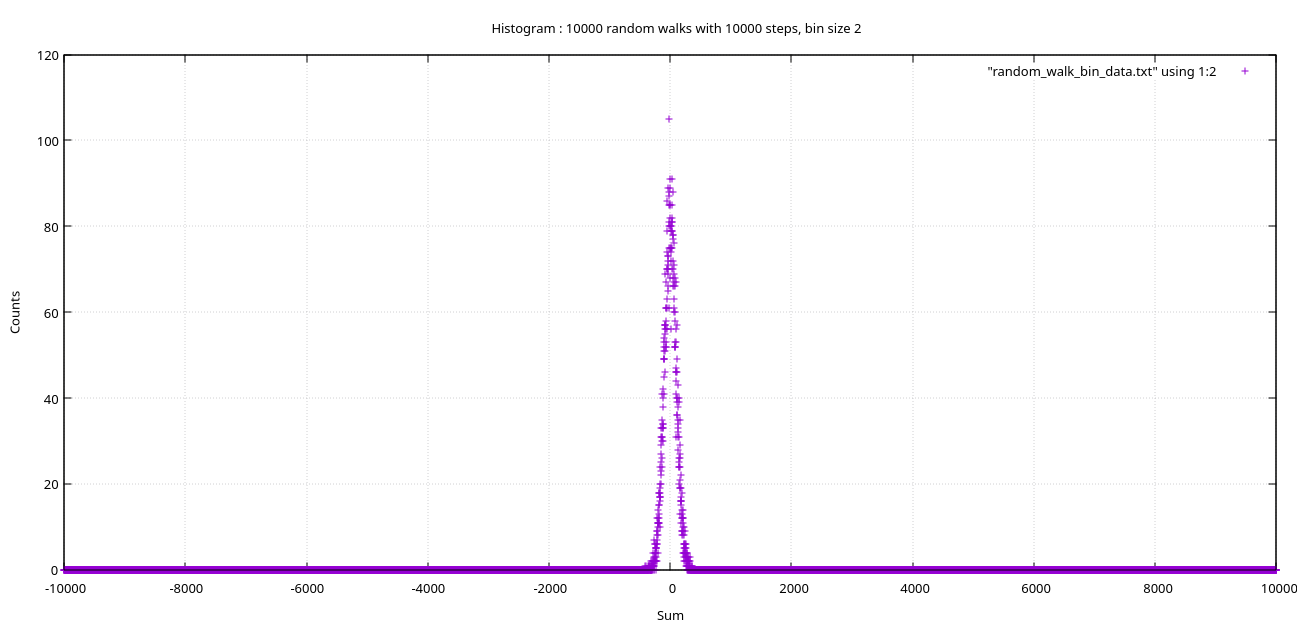 Histogram : 10000 random walks with 10000 steps, bin size 2
"random_walk_bin_data.txt" using 1:2
120
100
80
60
40
20
0
Counts
-10000 -8000 -6000 -4000 -2000 0 2000 4000 6000 8000 10000
Sum